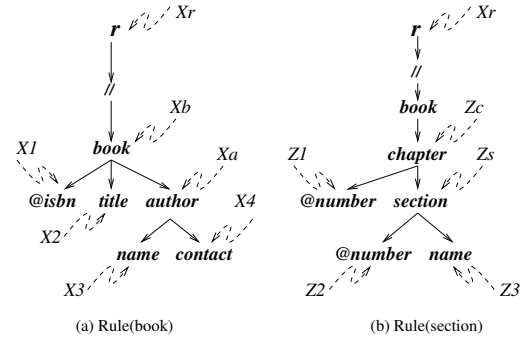 r Xr
//
book Xb
X1 Xa
@isbn title author X4
X2
name contact
X3
(a) Rule(book)
r Xr
//
book
Zc
chapter
Z1 Zs
@number section
@number name
Z2 Z3
(b) Rule(section)